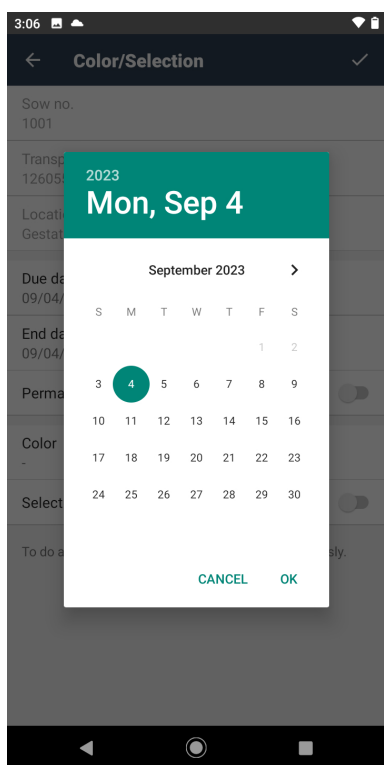 3:06
Color/Selection
Sow no.
1001
Transp
12605
Locati
Gestat
Due da
09/04/
End da
09/04/
Perma
Color
-
Select
To do a
sly.
2023
Mon, Sep 4
September 2023
S M T W T F S
1 2
3 4 5 6 7 8 9
10 11 12 13 14 15 16
17 18 19 20 21 22 23
24 25 26 27 28 29 30
CANCEL OK